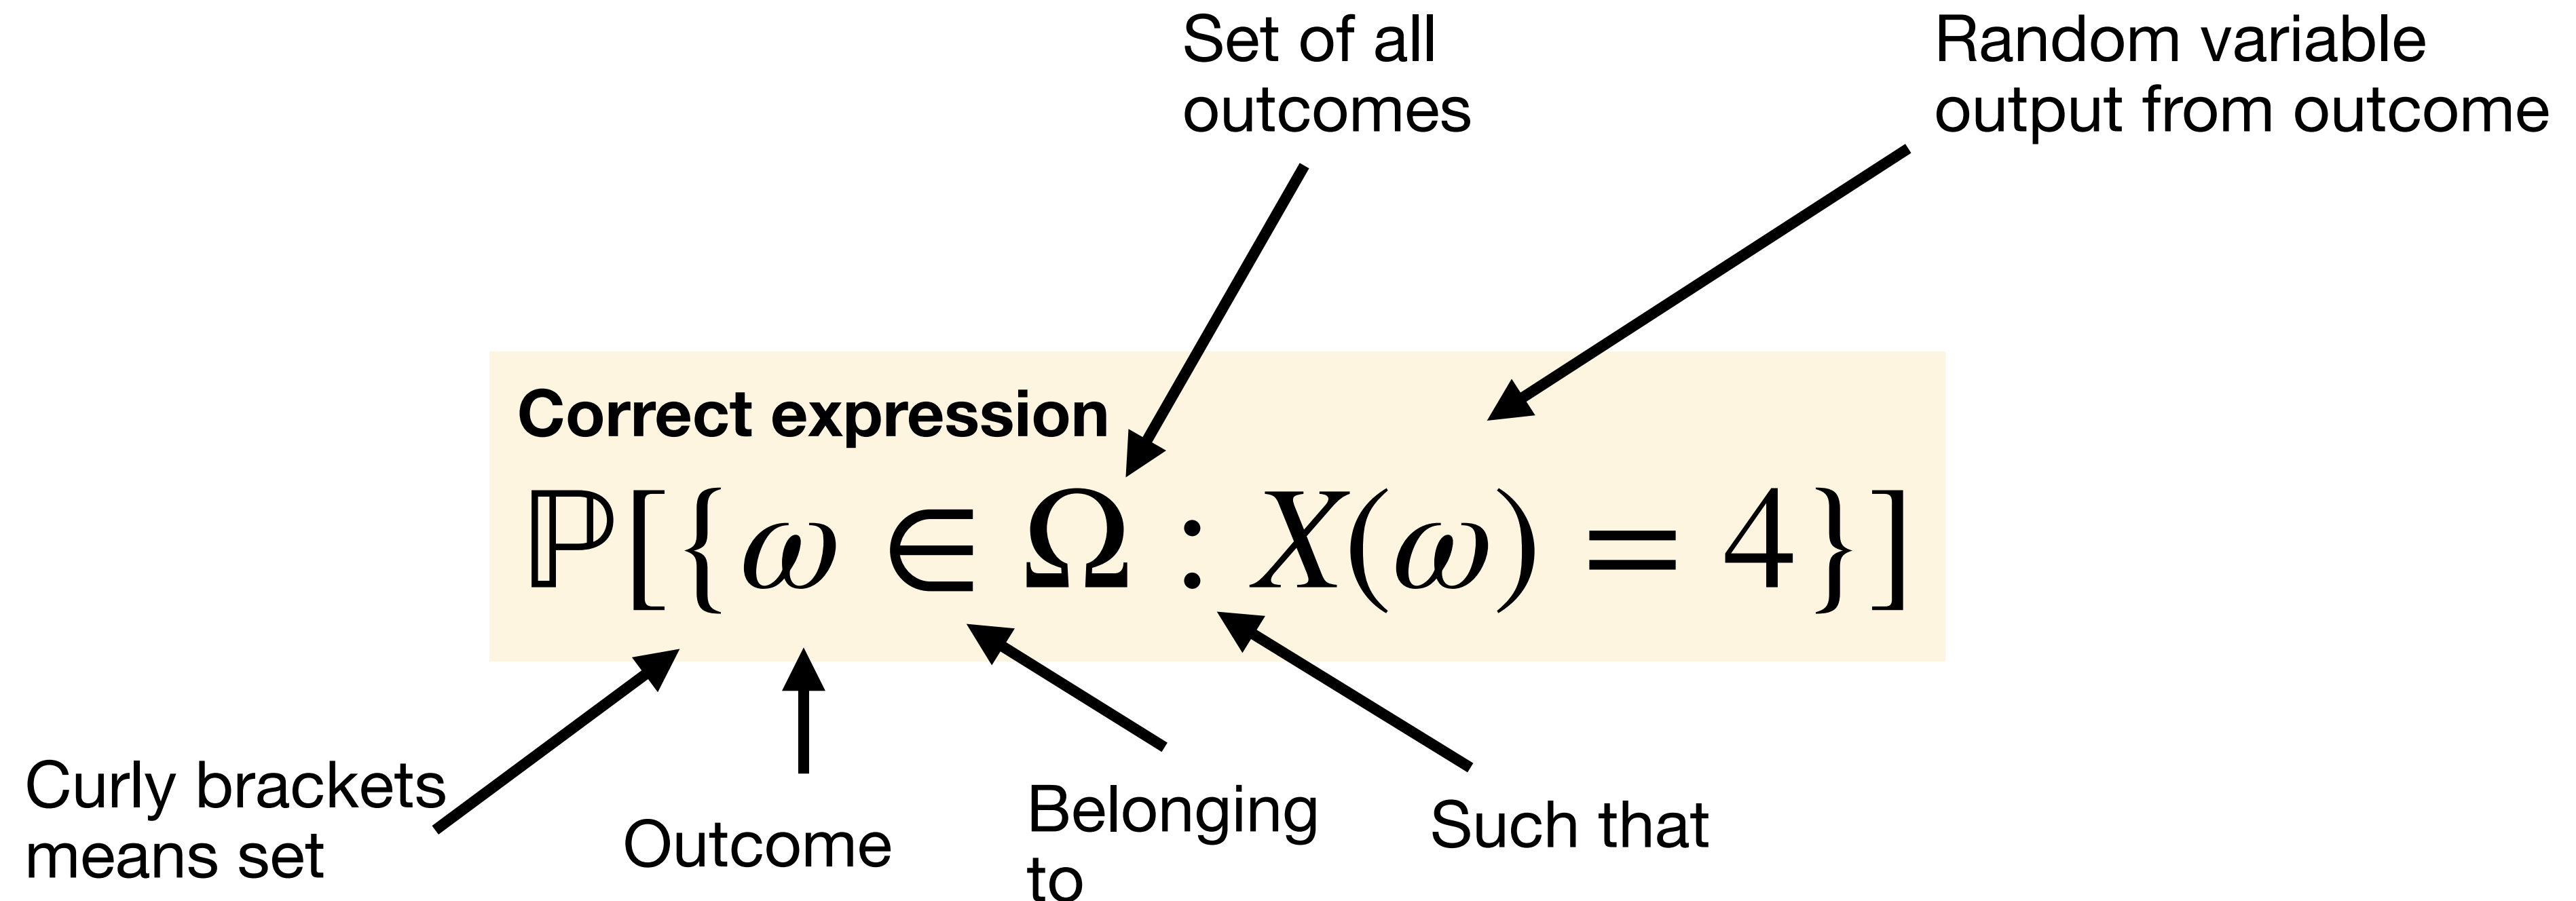 Set of all
outcomes
Random variable
output from outcome
Correct expression
ℙ[{ω ∈ Ω : X(ω) = 4}]
Curly brackets
means set
Outcome
Belonging
to
Such that